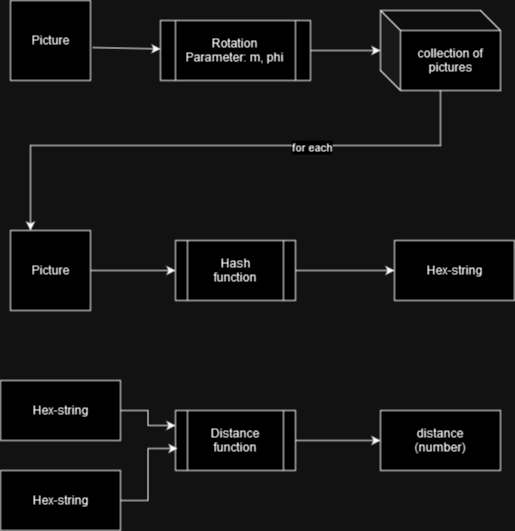 Picture
Rotation
Parameter: m, phi
collection of
pictures
for each
Picture
Hash
function
Hex-string
Hex-string
Distance
function
distance
(number)
Hex-string